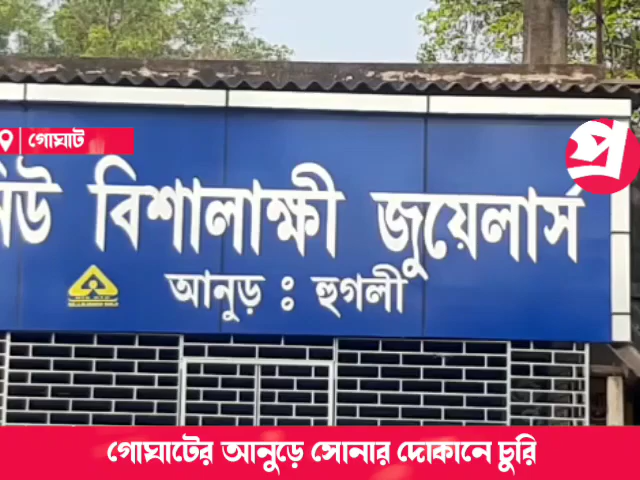 গোঘাট
প্র
নিউ বিশালাক্ষী জুয়েলার্স
আনুড় : হুগলী
গোঘাটের আনুড়ে সোনার দোকানে চুরি